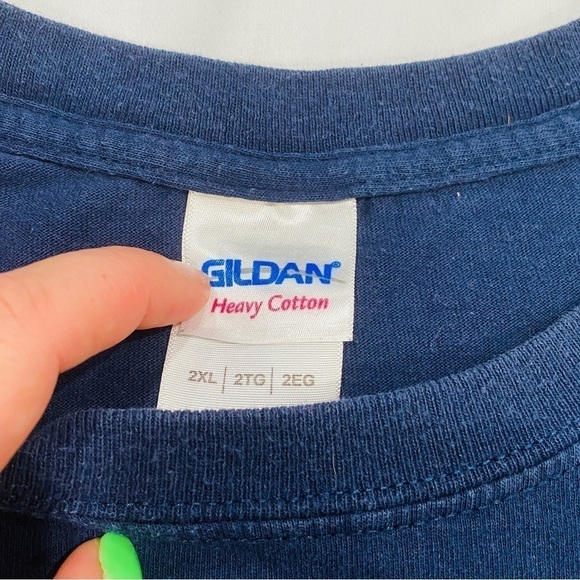 GILDAN®
Heavy Cotton
2XL | 2TG | 2EG